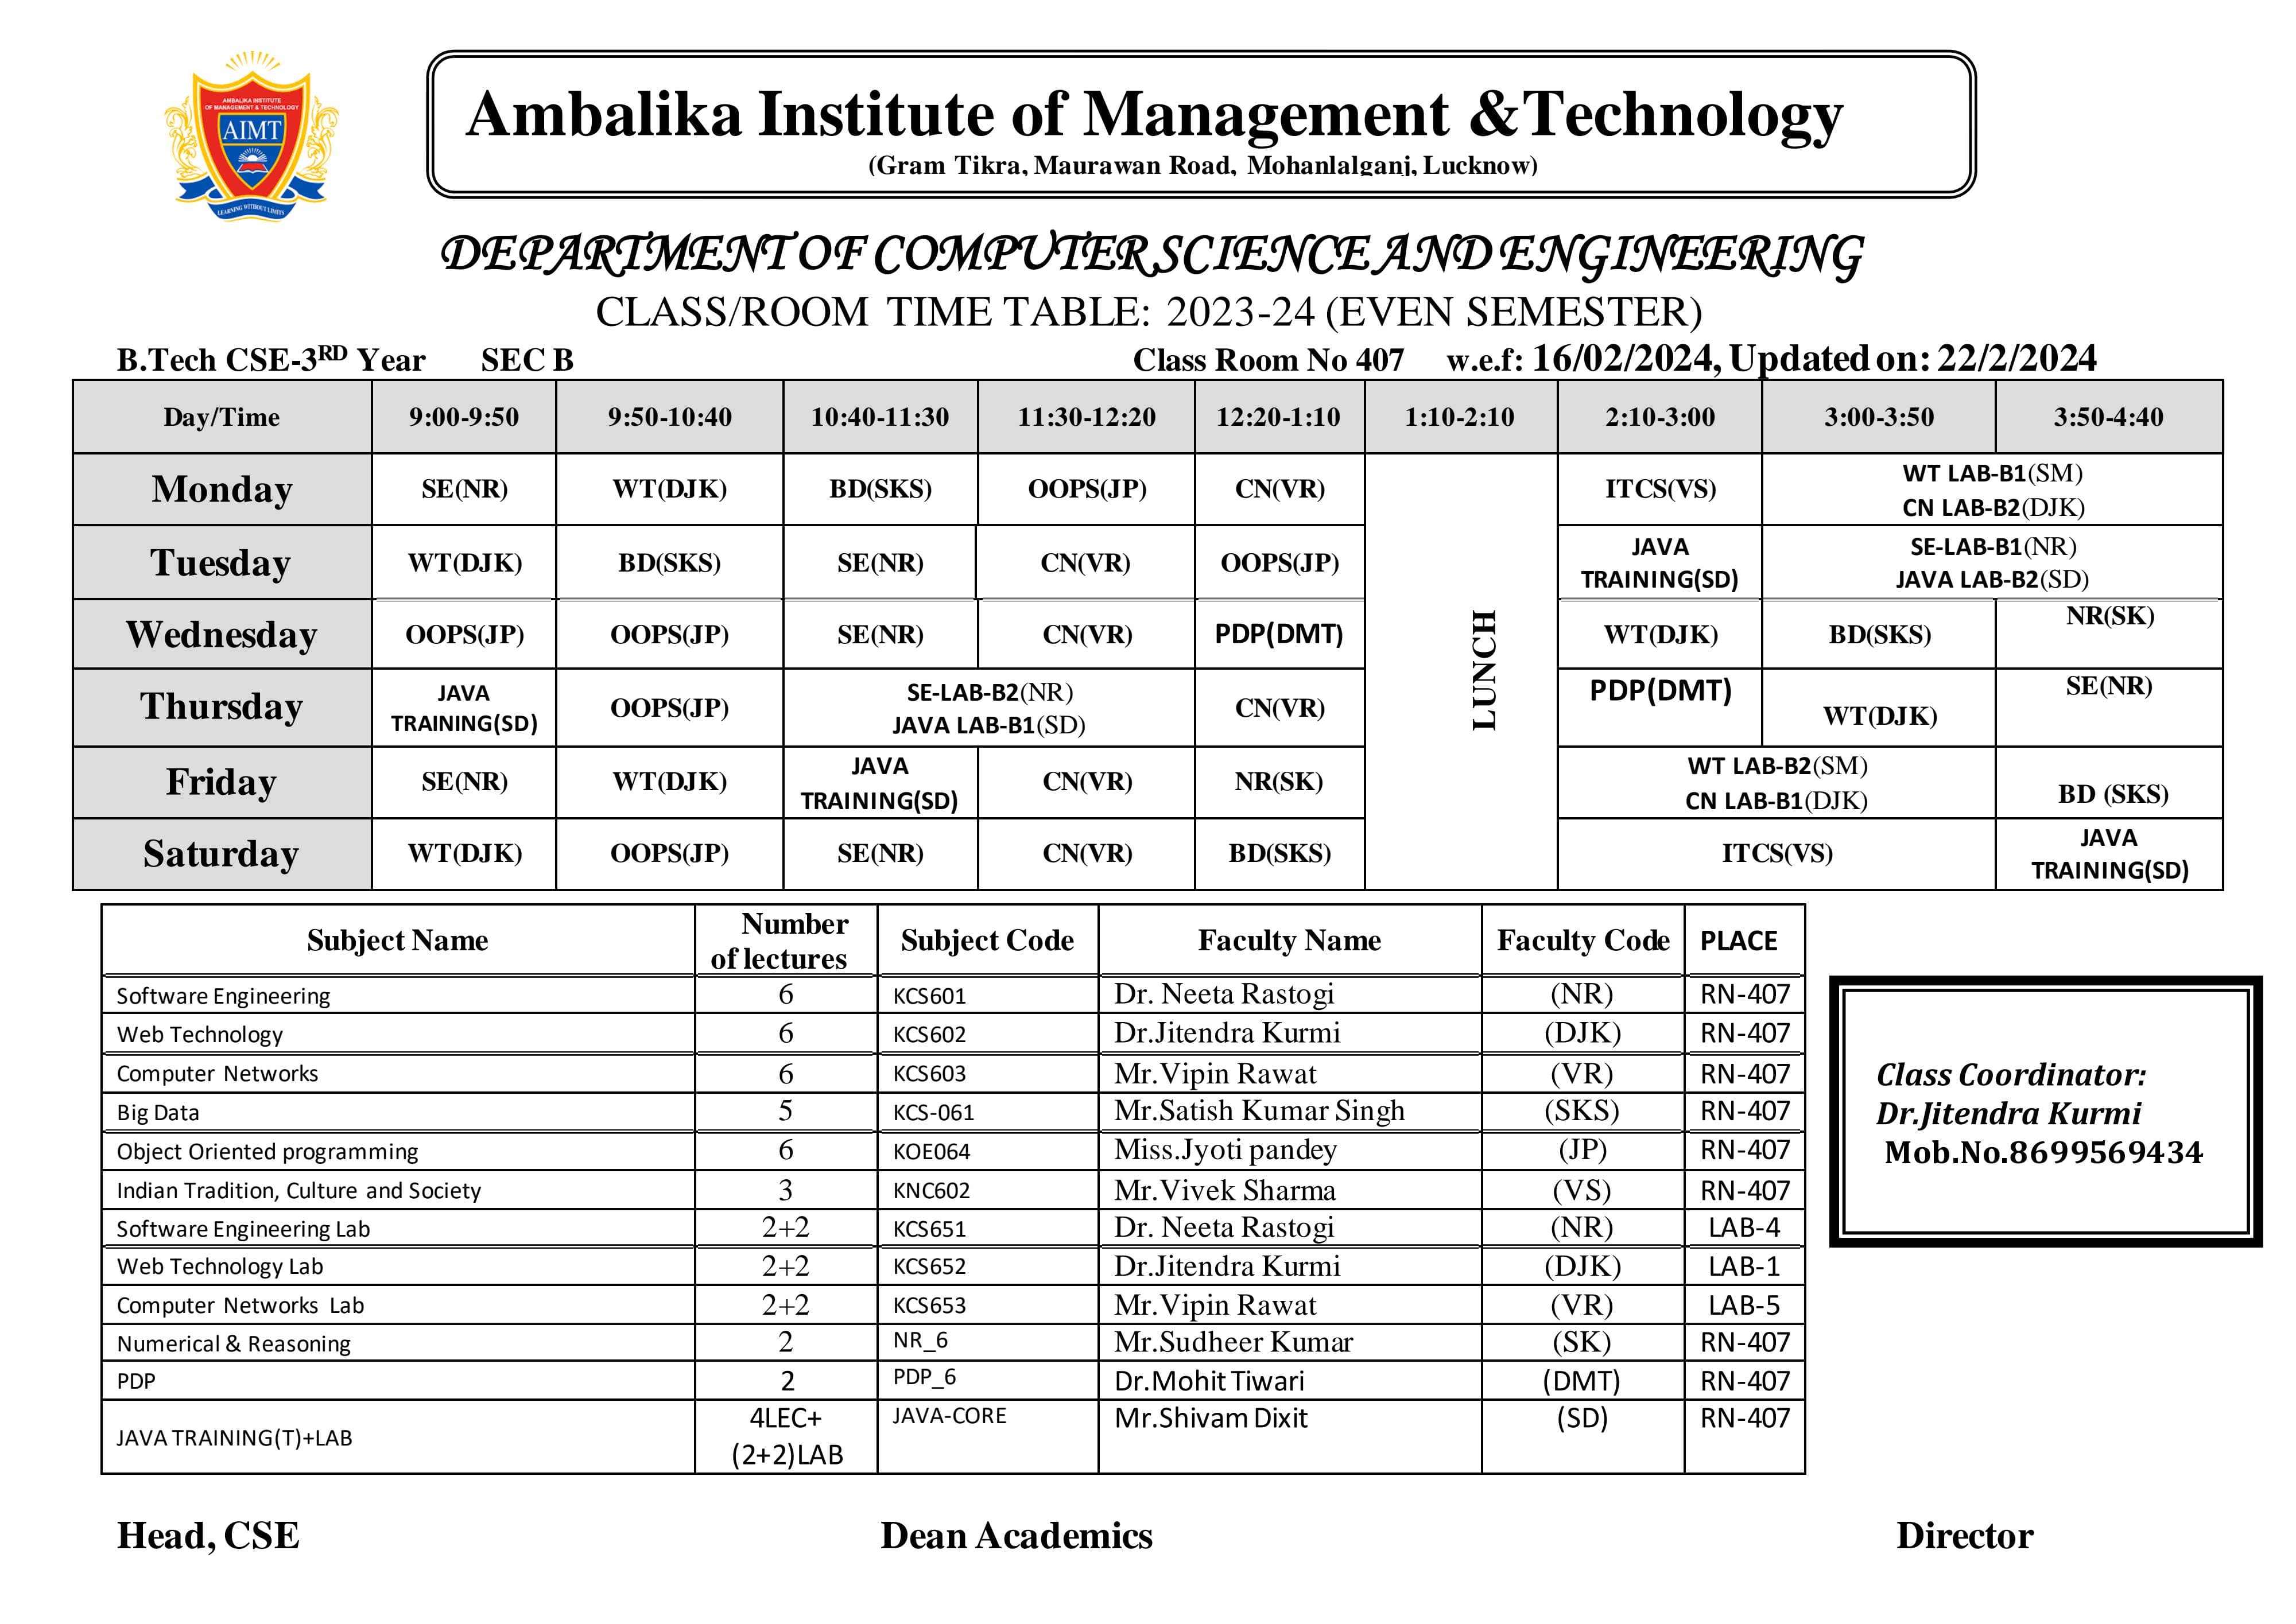 AMBALIKA INSTITUTE
OF MANAGEMENT & TECHNOLOGY
AIMT
LEARNING WITHOUT LIMITS
Ambalika Institute of Management &Technology
(Gram Tikra, Maurawan Road, Mohanlalganj, Lucknow)
DEPARTMENT OF COMPUTER SCIENCE AND ENGINEERING
CLASS/ROOM TIME TABLE: 2023-24 (EVEN SEMESTER)
B.Tech CSE-3RD Year SEC B Class Room No 407 w.e.f: 16/02/2024, Updated on: 22/2/2024
Day/Time 9:00-9:50 9:50-10:40 10:40-11:30 11:30-12:20 12:20-1:10 1:10-2:10 2:10-3:00 3:00-3:50 3:50-4:40
Monday SE(NR) WT(DJK) BD(SKS) OOPS(JP) CN(VR) ITCS(VS) WT LAB-B1(SM)
CN LAB-B2(DJK)
Tuesday WT(DJK) BD(SKS) SE(NR) CN(VR) OOPS(JP) JAVA TRAINING(SD) SE-LAB-B1(NR)
JAVA LAB-B2(SD)
LUNCH
Wednesday OOPS(JP) OOPS(JP) SE(NR) CN(VR) PDP(DMT) WT(DJK) BD(SKS) NR(SK)
Thursday JAVA TRAINING(SD) OOPS(JP) SE-LAB-B2(NR)
JAVA LAB-B1(SD) CN(VR) PDP(DMT) WT(DJK) SE(NR)
Friday SE(NR) WT(DJK) JAVA TRAINING(SD) CN(VR) NR(SK) WT LAB-B2(SM)
CN LAB-B1(DJK) BD (SKS)
Saturday WT(DJK) OOPS(JP) SE(NR) CN(VR) BD(SKS) ITCS(VS) JAVA TRAINING(SD)
Subject Name Number of lectures Subject Code Faculty Name Faculty Code PLACE
Software Engineering 6 KCS601 Dr. Neeta Rastogi (NR) RN-407
Web Technology 6 KCS602 Dr.Jitendra Kurmi (DJK) RN-407
Computer Networks 6 KCS603 Mr.Vipin Rawat (VR) RN-407
Big Data 5 KCS-061 Mr.Satish Kumar Singh (SKS) RN-407
Object Oriented programming 6 KOE064 Miss.Jyoti pandey (JP) RN-407
Indian Tradition, Culture and Society 3 KNC602 Mr.Vivek Sharma (VS) RN-407
Software Engineering Lab 2+2 KCS651 Dr. Neeta Rastogi (NR) LAB-4
Web Technology Lab 2+2 KCS652 Dr.Jitendra Kurmi (DJK) LAB-1
Computer Networks Lab 2+2 KCS653 Mr.Vipin Rawat (VR) LAB-5
Numerical & Reasoning 2 NR_6 Mr.Sudheer Kumar (SK) RN-407
PDP 2 PDP_6 Dr.Mohit Tiwari (DMT) RN-407
JAVA TRAINING(T)+LAB 4LEC+ (2+2)LAB JAVA-CORE Mr.Shivam Dixit (SD) RN-407
Class Coordinator:
Dr.Jitendra Kurmi
Mob.No.8699569434
Head, CSE Dean Academics Director